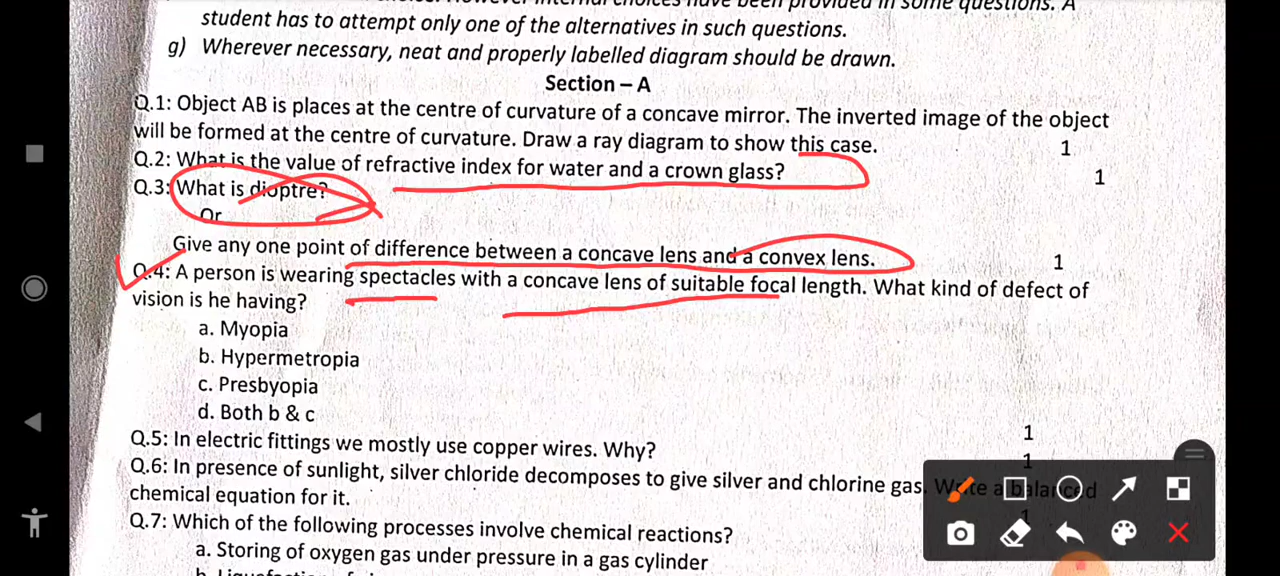 student has to attempt only one of the alternatives in such questions.
g) Wherever necessary, neat and properly labelled diagram should be drawn.
Section – A
Q.1: Object AB is places at the centre of curvature of a concave mirror. The inverted image of the object
will be formed at the centre of curvature. Draw a ray diagram to show this case. 1
Q.2: What is the value of refractive index for water and a crown glass? 1
Q.3: What is dioptre?
Or
Give any one point of difference between a concave lens and a convex lens. 1
Q.4: A person is wearing spectacles with a concave lens of suitable focal length. What kind of defect of
vision is he having?
a. Myopia
b. Hypermetropia
c. Presbyopia
d. Both b & c
1
Q.5: In electric fittings we mostly use copper wires. Why? 1
Q.6: In presence of sunlight, silver chloride decomposes to give silver and chlorine gas. Write a balanced
chemical equation for it. 1
Q.7: Which of the following processes involve chemical reactions?
a. Storing of oxygen gas under pressure in a gas cylinder